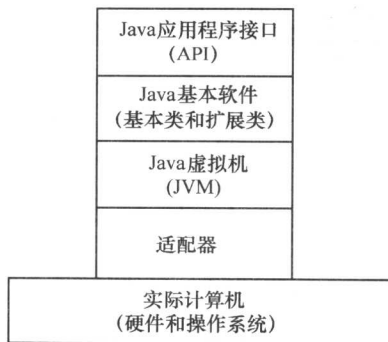 Java应用程序接口
(API)
Java基本软件
(基本类和扩展类)
Java虚拟机
(JVM)
适配器
实际计算机
(硬件和操作系统)